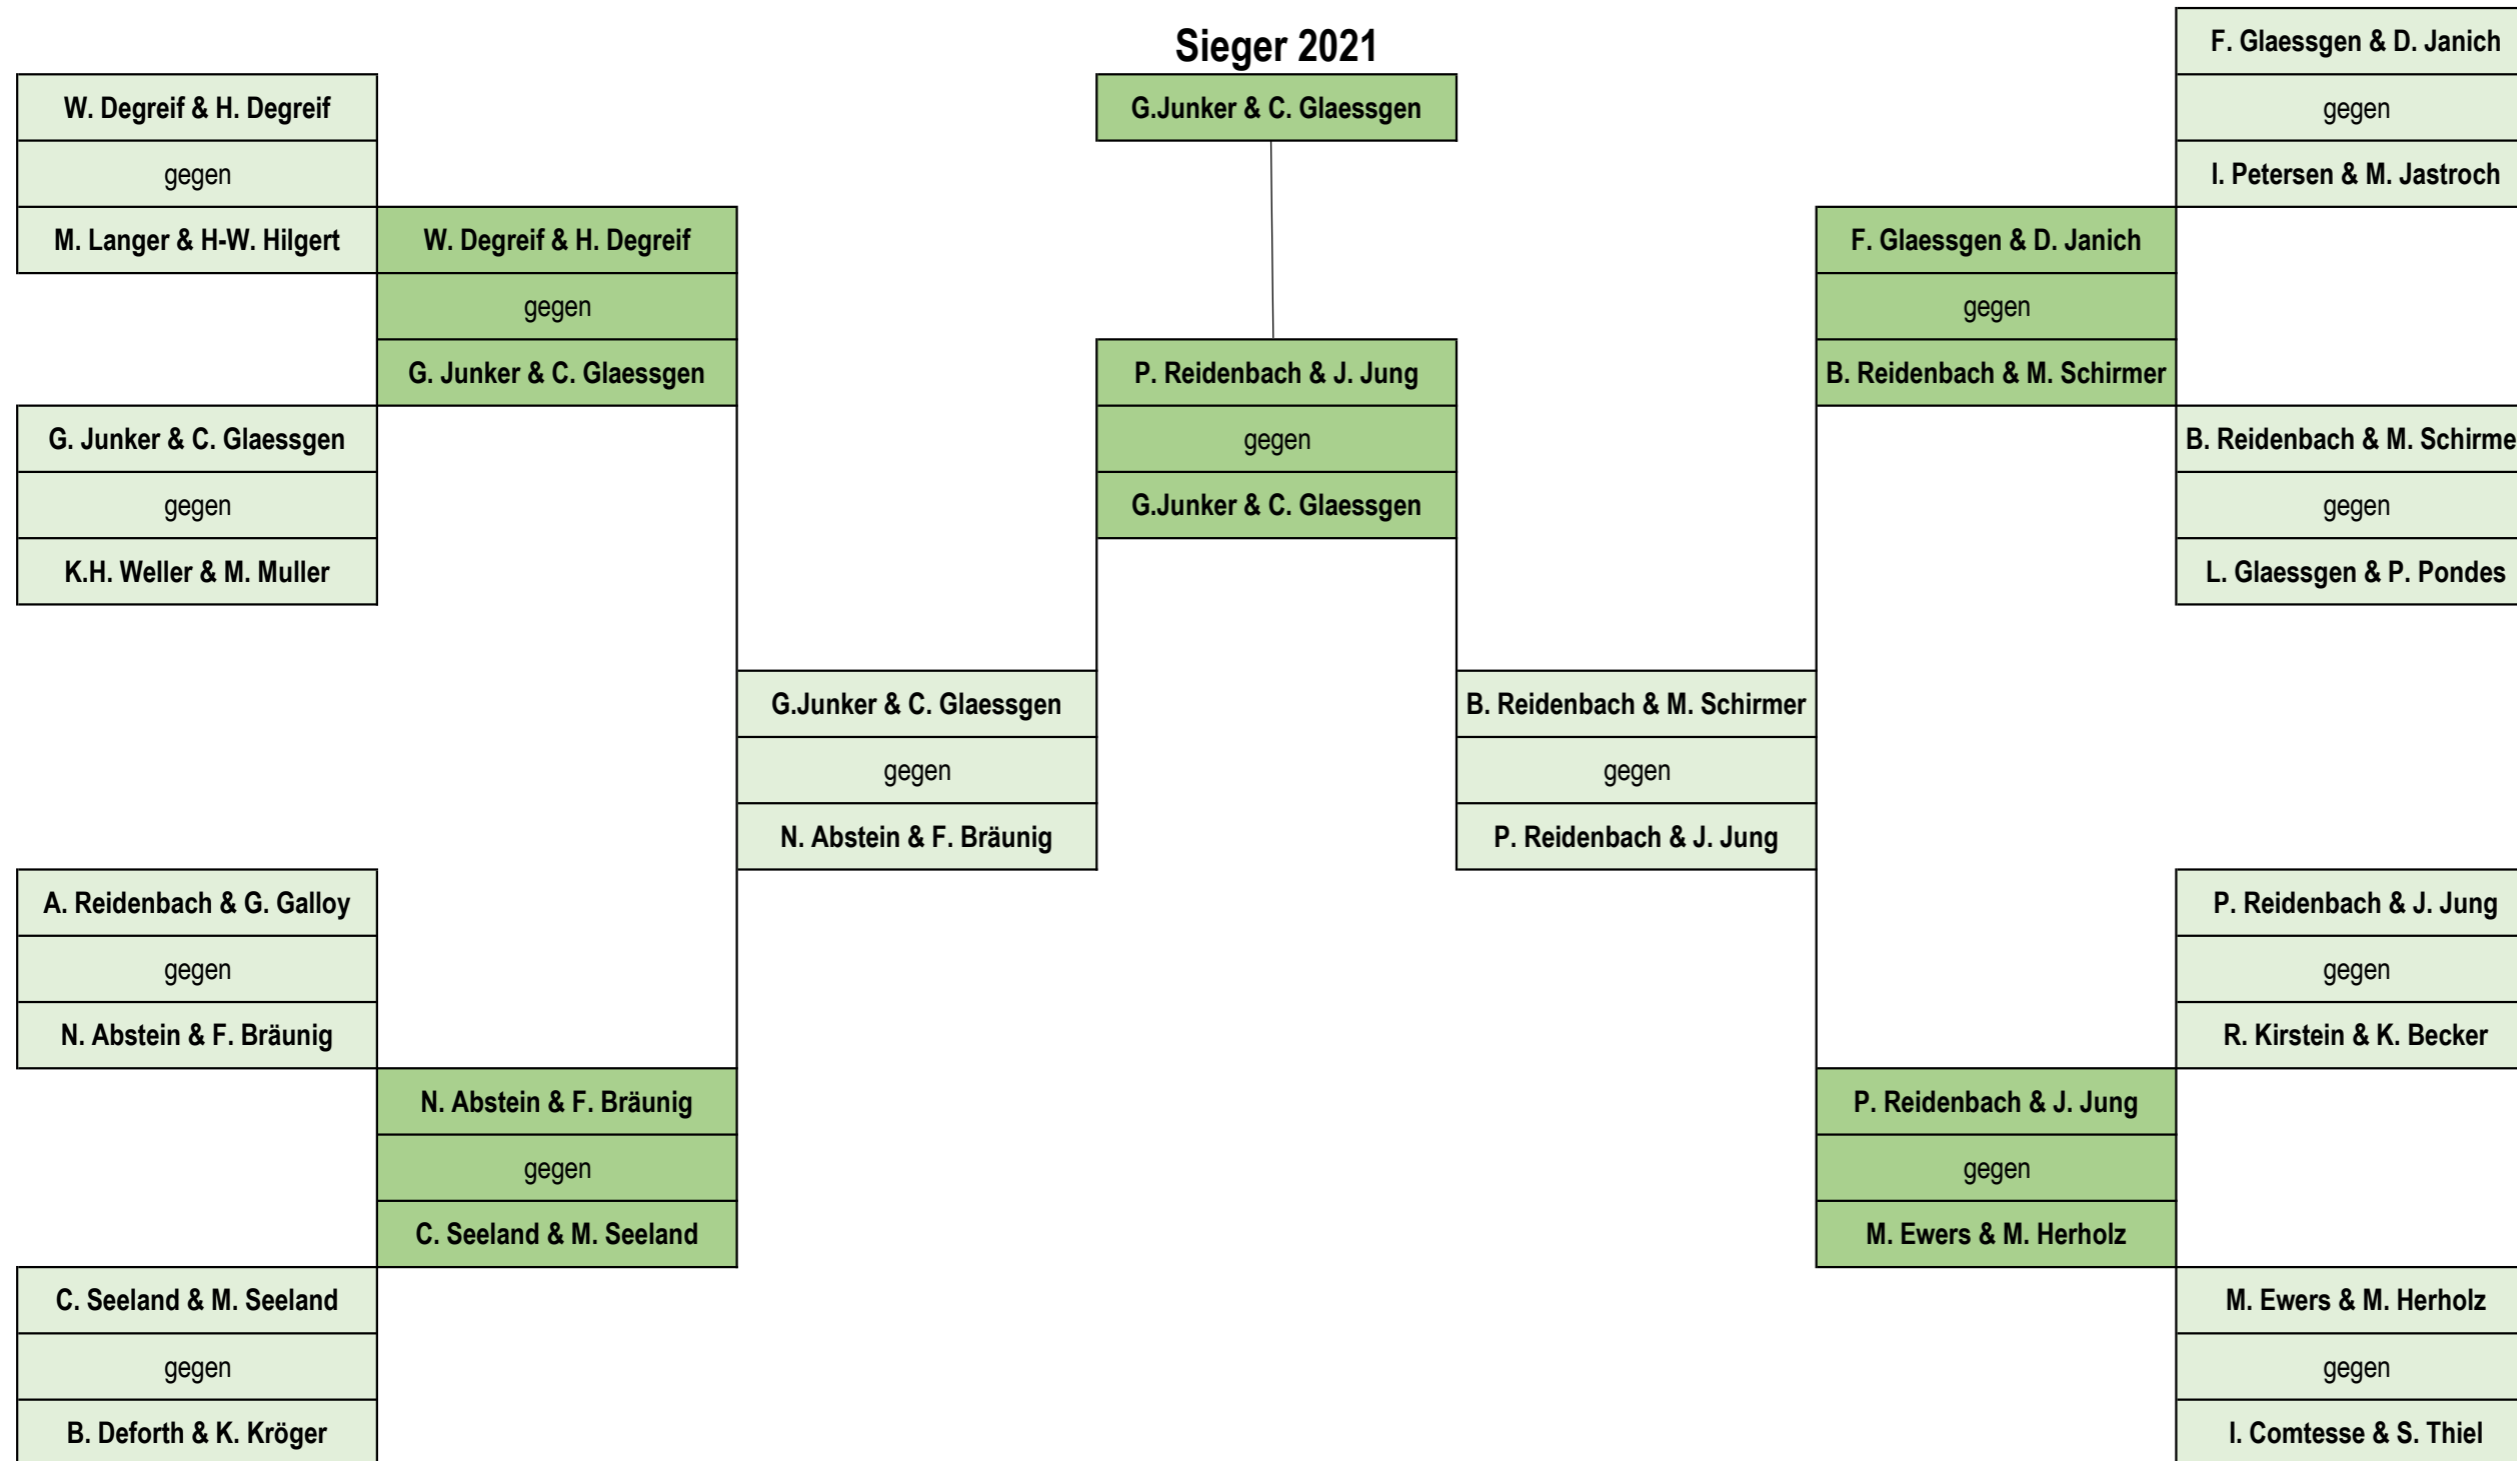 Sieger 2021
G.Junker & C. Glaessgen
W. Degreif & H. Degreif
gegen
M. Langer & H-W. Hilgert
G. Junker & C. Glaessgen
gegen
K.H. Weller & M. Muller
A. Reidenbach & G. Galloy
gegen
N. Abstein & F. Bräunig
C. Seeland & M. Seeland
gegen
B. Deforth & K. Kröger
W. Degreif & H. Degreif
gegen
G. Junker & C. Glaessgen
N. Abstein & F. Bräunig
gegen
C. Seeland & M. Seeland
G.Junker & C. Glaessgen
gegen
N. Abstein & F. Bräunig
P. Reidenbach & J. Jung
gegen
G.Junker & C. Glaessgen
B. Reidenbach & M. Schirmer
gegen
P. Reidenbach & J. Jung
F. Glaessgen & D. Janich
gegen
B. Reidenbach & M. Schirmer
P. Reidenbach & J. Jung
gegen
M. Ewers & M. Herholz
F. Glaessgen & D. Janich
gegen
I. Petersen & M. Jastroch
B. Reidenbach & M. Schirme
gegen
L. Glaessgen & P. Pondes
P. Reidenbach & J. Jung
gegen
R. Kirstein & K. Becker
M. Ewers & M. Herholz
gegen
I. Comtesse & S. Thiel